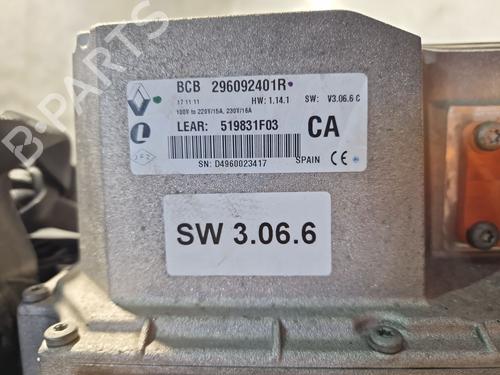 BCB 296092401R
17 11 11 HW: 1.14.1 SW: V3.06.6 C
100V to 220V/15A, 230V/16A
LEAR: 519831F03 CA
SN: D4960023417 SPAIN CE
SW 3.06.6